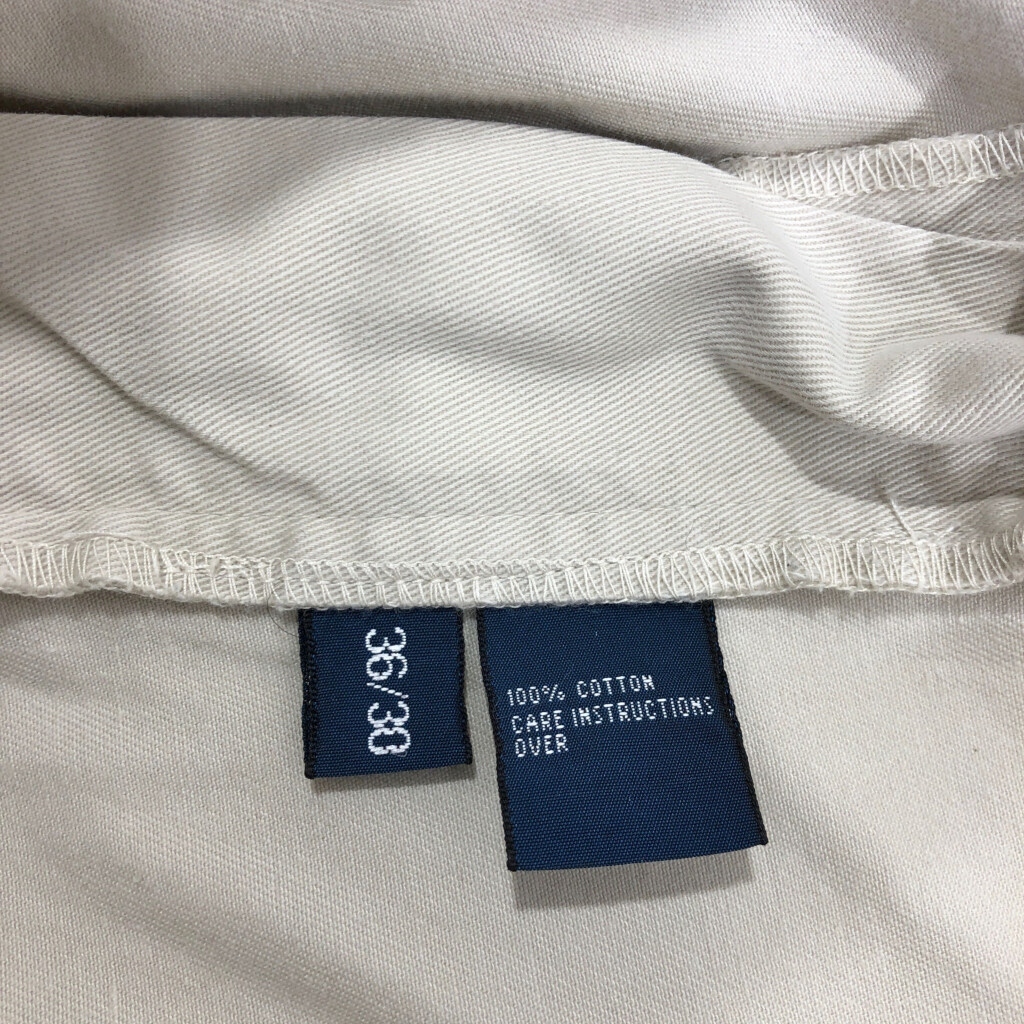 36/30
100% COTTON
CARE INSTRUCTIONS
OVER